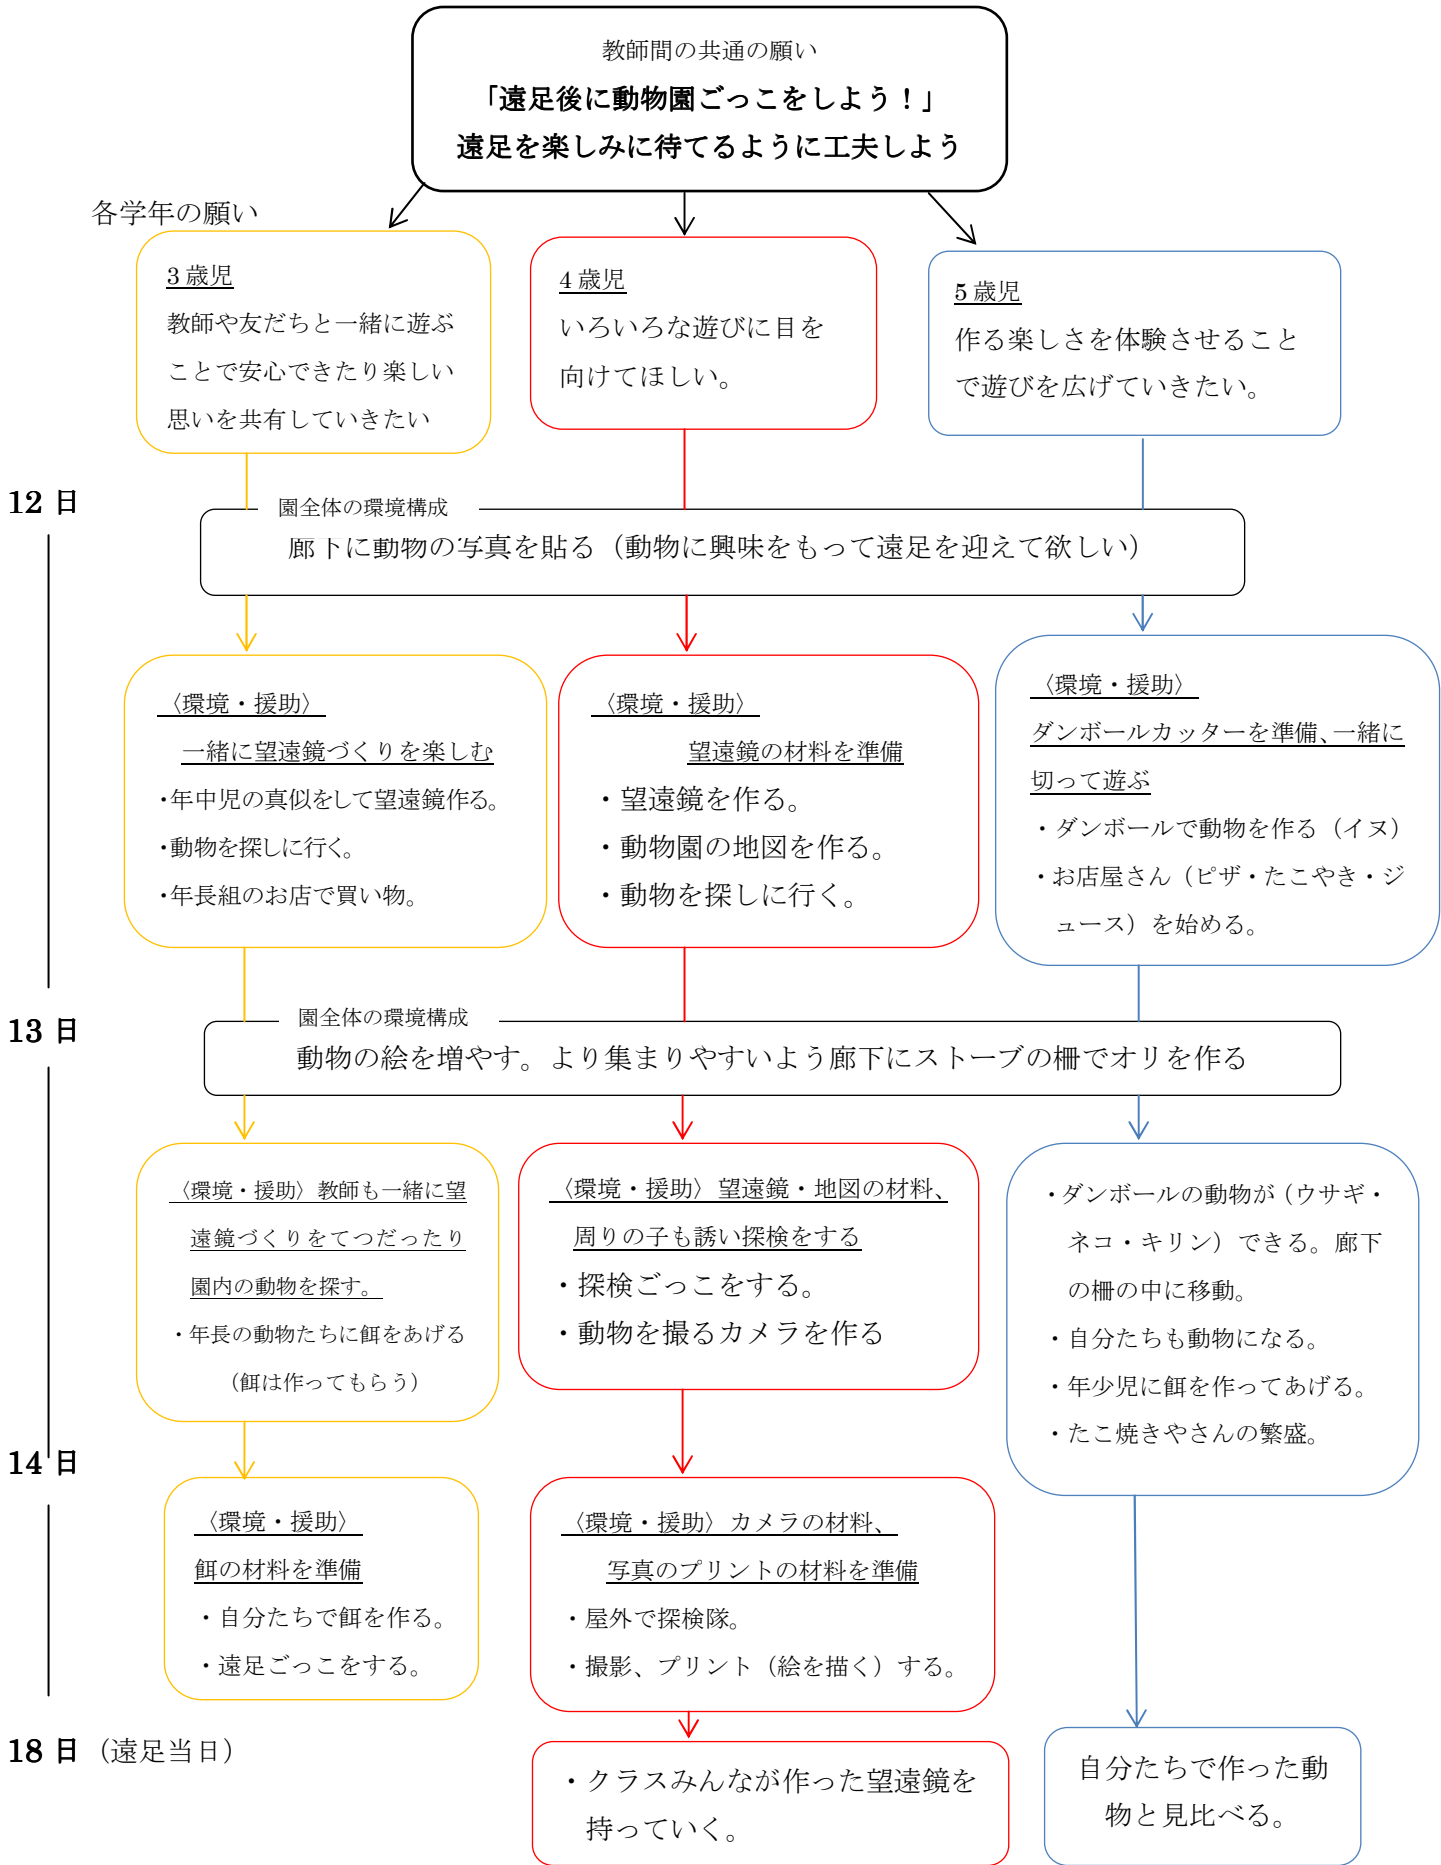 教師間の共通の願い
「遠足後に動物園ごっこをしよう！」
遠足を楽しみに待てるように工夫しよう
各学年の願い
3歳児
教師や友だちと一緒に遊ぶ
ことで安心できたり楽しい
思いを共有していきたい
4歳児
いろいろな遊びに目を
向けてほしい。
5歳児
作る楽しさを体験させること
で遊びを広げていきたい。
12 日
園全体の環境構成
廊下に動物の写真を貼る（動物に興味をもって遠足を迎えて欲しい）
〈環境・援助〉
一緒に望遠鏡づくりを楽しむ
・年中児の真似をして望遠鏡作る。
・動物を探しに行く。
・年長組のお店で買い物。
〈環境・援助〉
望遠鏡の材料を準備
・望遠鏡を作る。
・動物園の地図を作る。
・動物を探しに行く。
〈環境・援助〉
ダンボールカッターを準備、一緒に
切って遊ぶ
・ダンボールで動物を作る（イヌ）
・お店屋さん（ピザ・たこやき・ジ
ュース）を始める。
13 日
園全体の環境構成
動物の絵を増やす。より集まりやすいよう廊下にストーブの柵でオリを作る
〈環境・援助〉教師も一緒に望
遠鏡づくりをてつだったり
園内の動物を探す。
・年長の動物たちに餌をあげる
（餌は作ってもらう）
〈環境・援助〉望遠鏡・地図の材料、
周りの子も誘い探検をする
・探検ごっこをする。
・動物を撮るカメラを作る
・ダンボールの動物が（ウサギ・
ネコ・キリン）できる。廊下
の柵の中に移動。
・自分たちも動物になる。
・年少児に餌を作ってあげる。
・たこ焼きやさんの繁盛。
14 日
〈環境・援助〉
餌の材料を準備
・自分たちで餌を作る。
・遠足ごっこをする。
〈環境・援助〉カメラの材料、
写真のプリントの材料を準備
・屋外で探検隊。
・撮影、プリント（絵を描く）する。
18 日（遠足当日）
・クラスみんなが作った望遠鏡を
持っていく。
自分たちで作った動
物と見比べる。